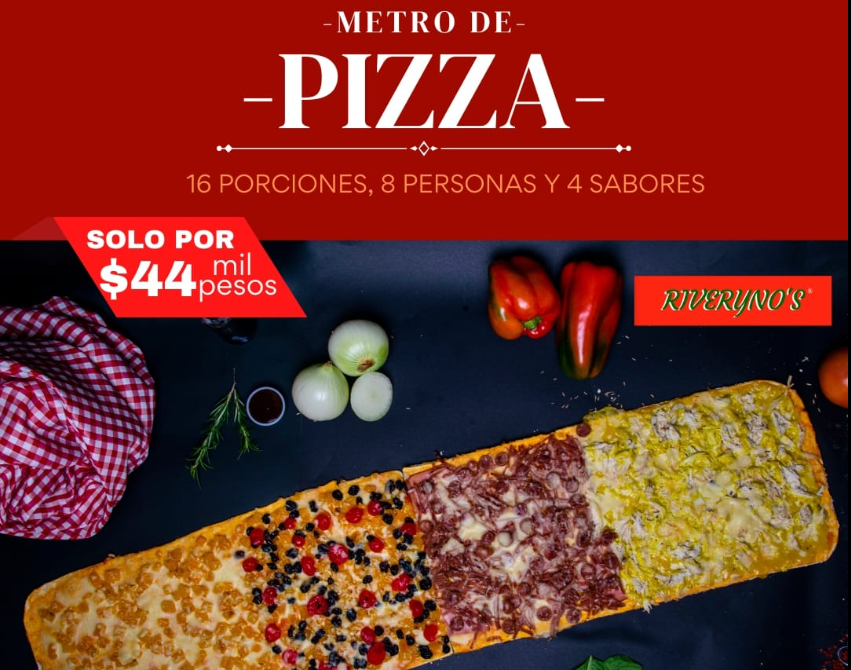 -METRO DE-
-PIZZA-
16 PORCIONES, 8 PERSONAS Y 4 SABORES
SOLO POR
$44 mil pesos
RIVERYNO'S